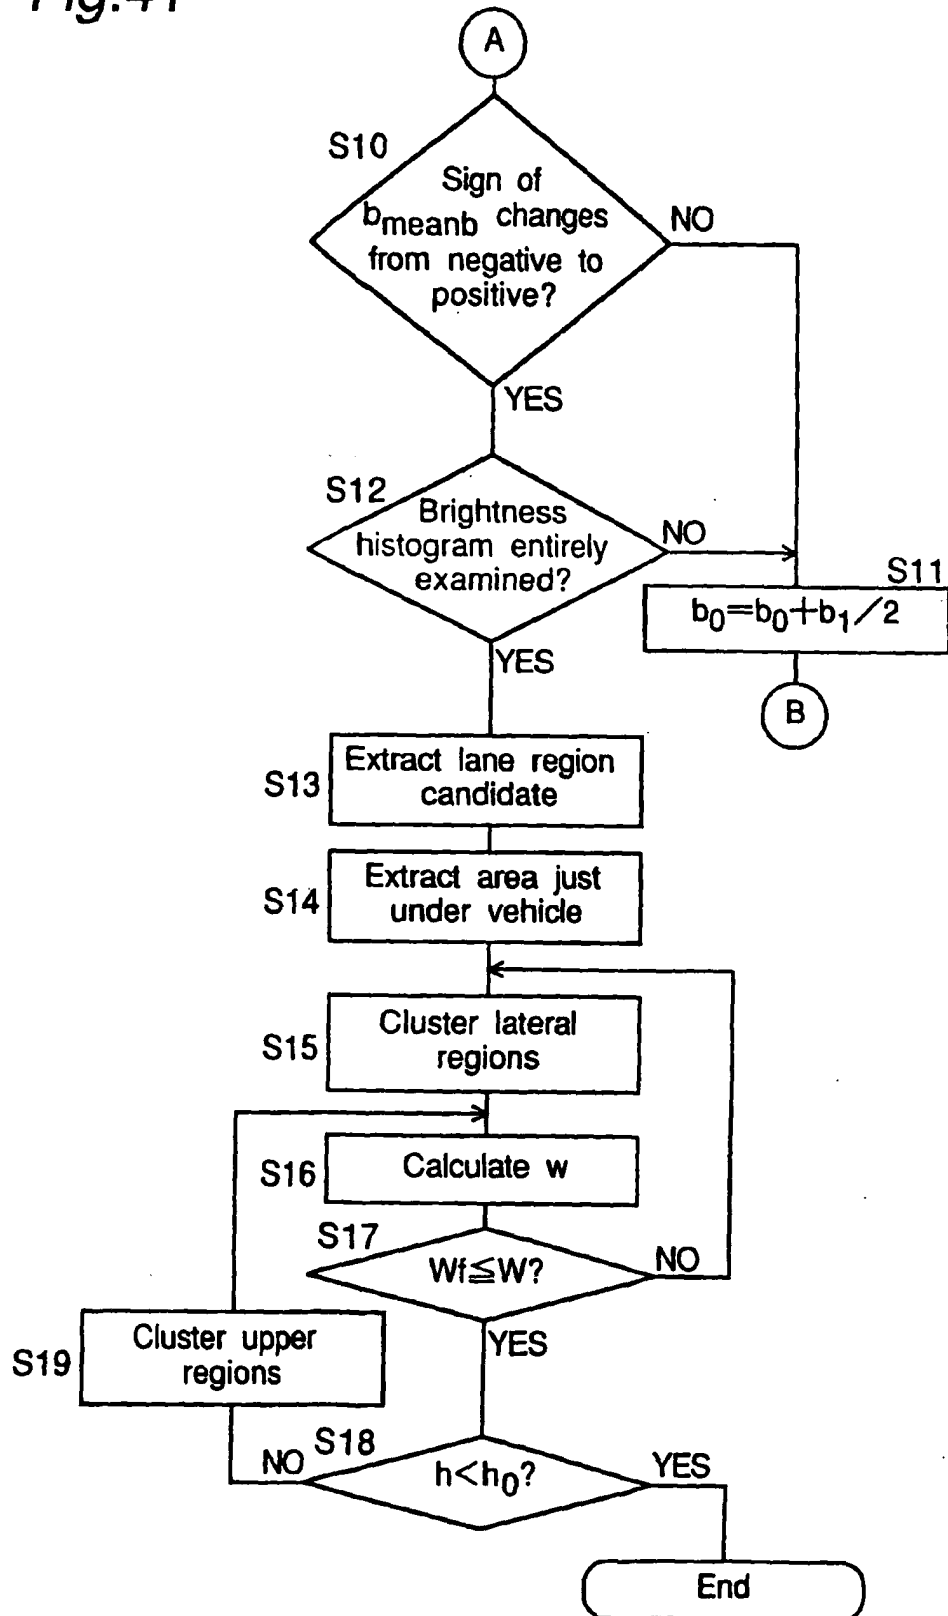 Fig.41
A
S10
Sign of
bmeanb changes
from negative to
positive?
NO
YES
S12
Brightness
histogram entirely
examined?
NO
YES
S11
b0=b0+b1/2
B
S13
Extract lane region
candidate
S14
Extract area just
under vehicle
S15
Cluster lateral
regions
S16
Calculate w
S17
Wf≦W?
NO
YES
S19
Cluster upper
regions
S18
h<h0?
NO
YES
End